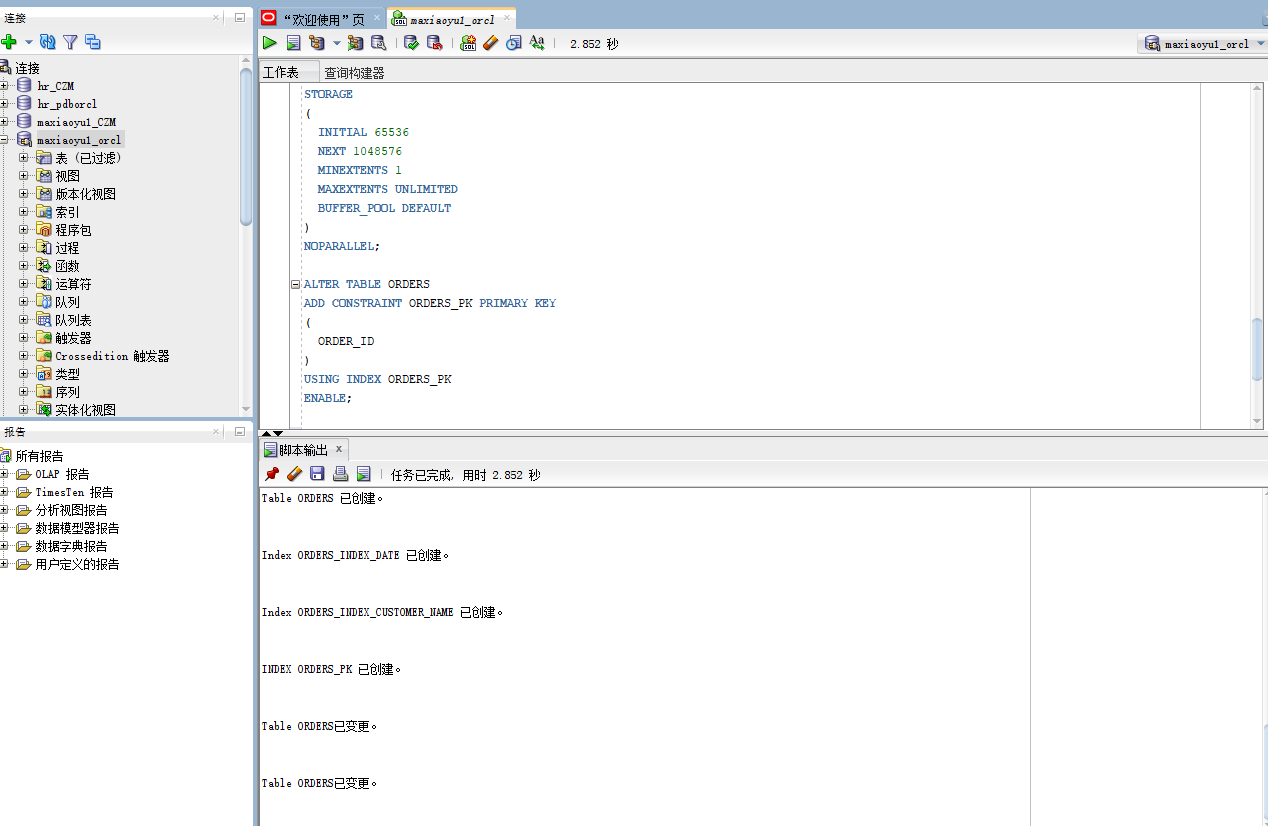 连接
连接
hr_CZM
hr_pdborcl
maxiaoyu1_CZM
maxiaoyu1_orcl
表（已过滤）
视图
版本化视图
索引
程序包
过程
函数
运算符
队列
队列表
触发器
Crossedition 触发器
类型
序列
实体化视图
报告
所有报告
OLAP 报告
TimesTen 报告
分析视图报告
数据模型器报告
数据字典报告
用户定义的报告
“欢迎使用”页
maxiaoyu1_orcl
2.852 秒
maxiaoyu1_orcl
工作表
查询构建器
STORAGE
(
INITIAL 65536
NEXT 1048576
MINEXTENTS 1
MAXEXTENTS UNLIMITED
BUFFER_POOL DEFAULT
)
NOPARALLEL;
ALTER TABLE ORDERS
ADD CONSTRAINT ORDERS_PK PRIMARY KEY
(
ORDER_ID
)
USING INDEX ORDERS_PK
ENABLE;
脚本输出
任务已完成, 用时 2.852 秒
Table ORDERS 已创建。
Index ORDERS_INDEX_DATE 已创建。
Index ORDERS_INDEX_CUSTOMER_NAME 已创建。
INDEX ORDERS_PK 已创建。
Table ORDERS已变更。
Table ORDERS已变更。